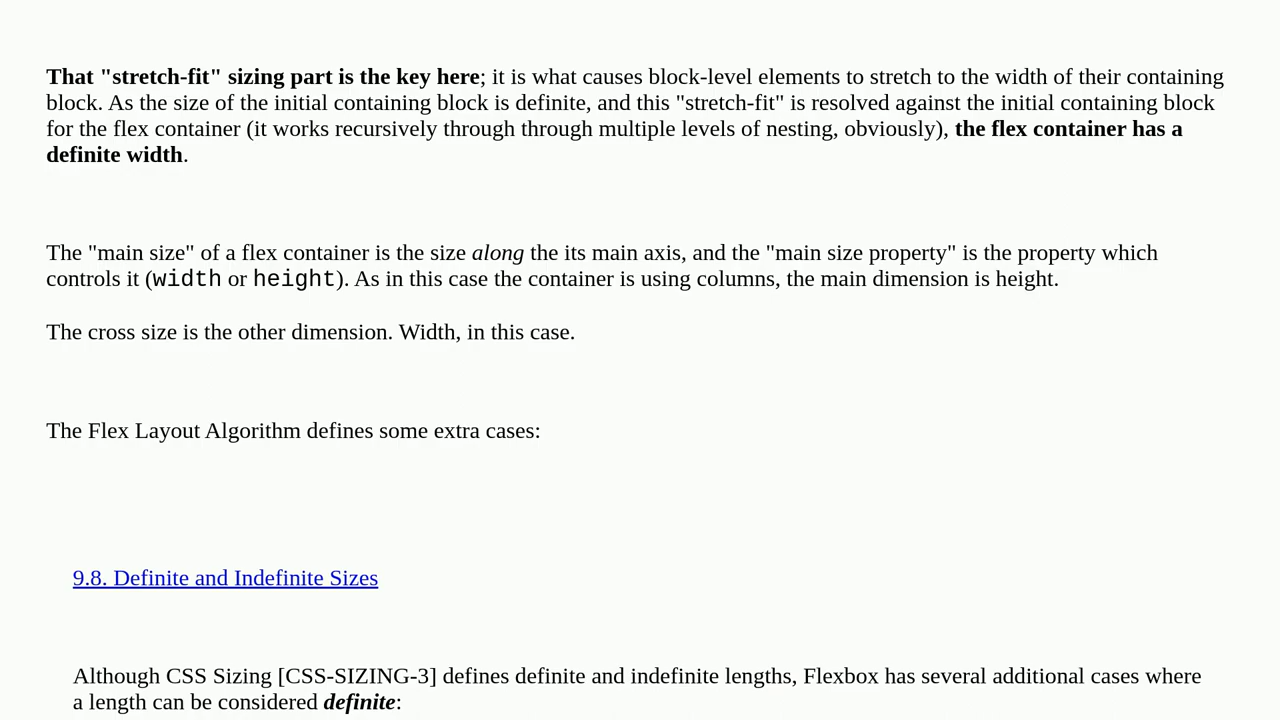 That "stretch-fit" sizing part is the key here; it is what causes block-level elements to stretch to the width of their containing
block. As the size of the initial containing block is definite, and this "stretch-fit" is resolved against the initial containing block
for the flex container (it works recursively through through multiple levels of nesting, obviously), the flex container has a
definite width.
The "main size" of a flex container is the size along the its main axis, and the "main size property" is the property which
controls it (width or height). As in this case the container is using columns, the main dimension is height.
The cross size is the other dimension. Width, in this case.
The Flex Layout Algorithm defines some extra cases:
9.8. Definite and Indefinite Sizes
Although CSS Sizing [CSS-SIZING-3] defines definite and indefinite lengths, Flexbox has several additional cases where
a length can be considered definite: